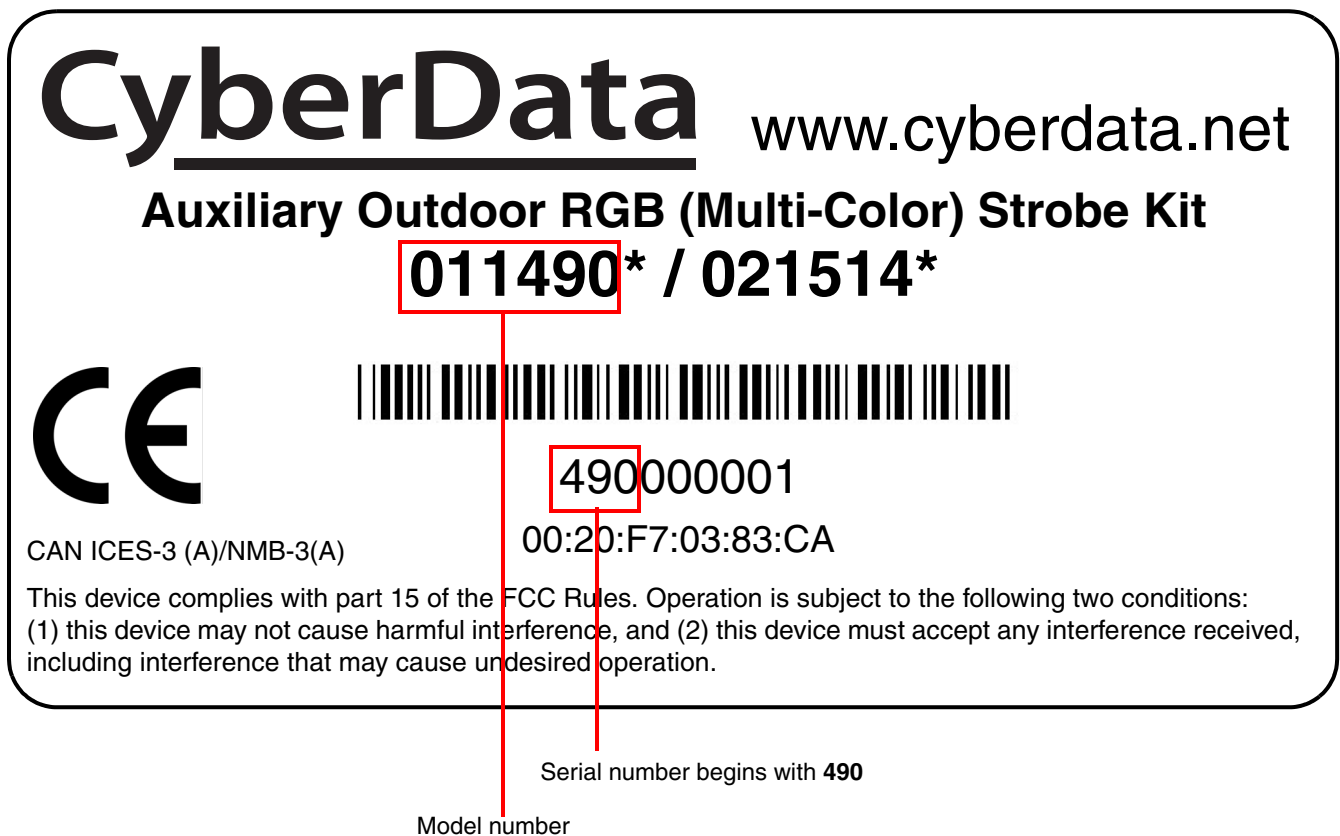 CyberData www.cyberdata.net
Auxiliary Outdoor RGB (Multi-Color) Strobe Kit
011490* / 021514*
CE
490000001
00:20:F7:03:83:CA
CAN ICES-3 (A)/NMB-3(A)
This device complies with part 15 of the FCC Rules. Operation is subject to the following two conditions:
(1) this device may not cause harmful interference, and (2) this device must accept any interference received,
including interference that may cause undesired operation.
Serial number begins with 490
Model number